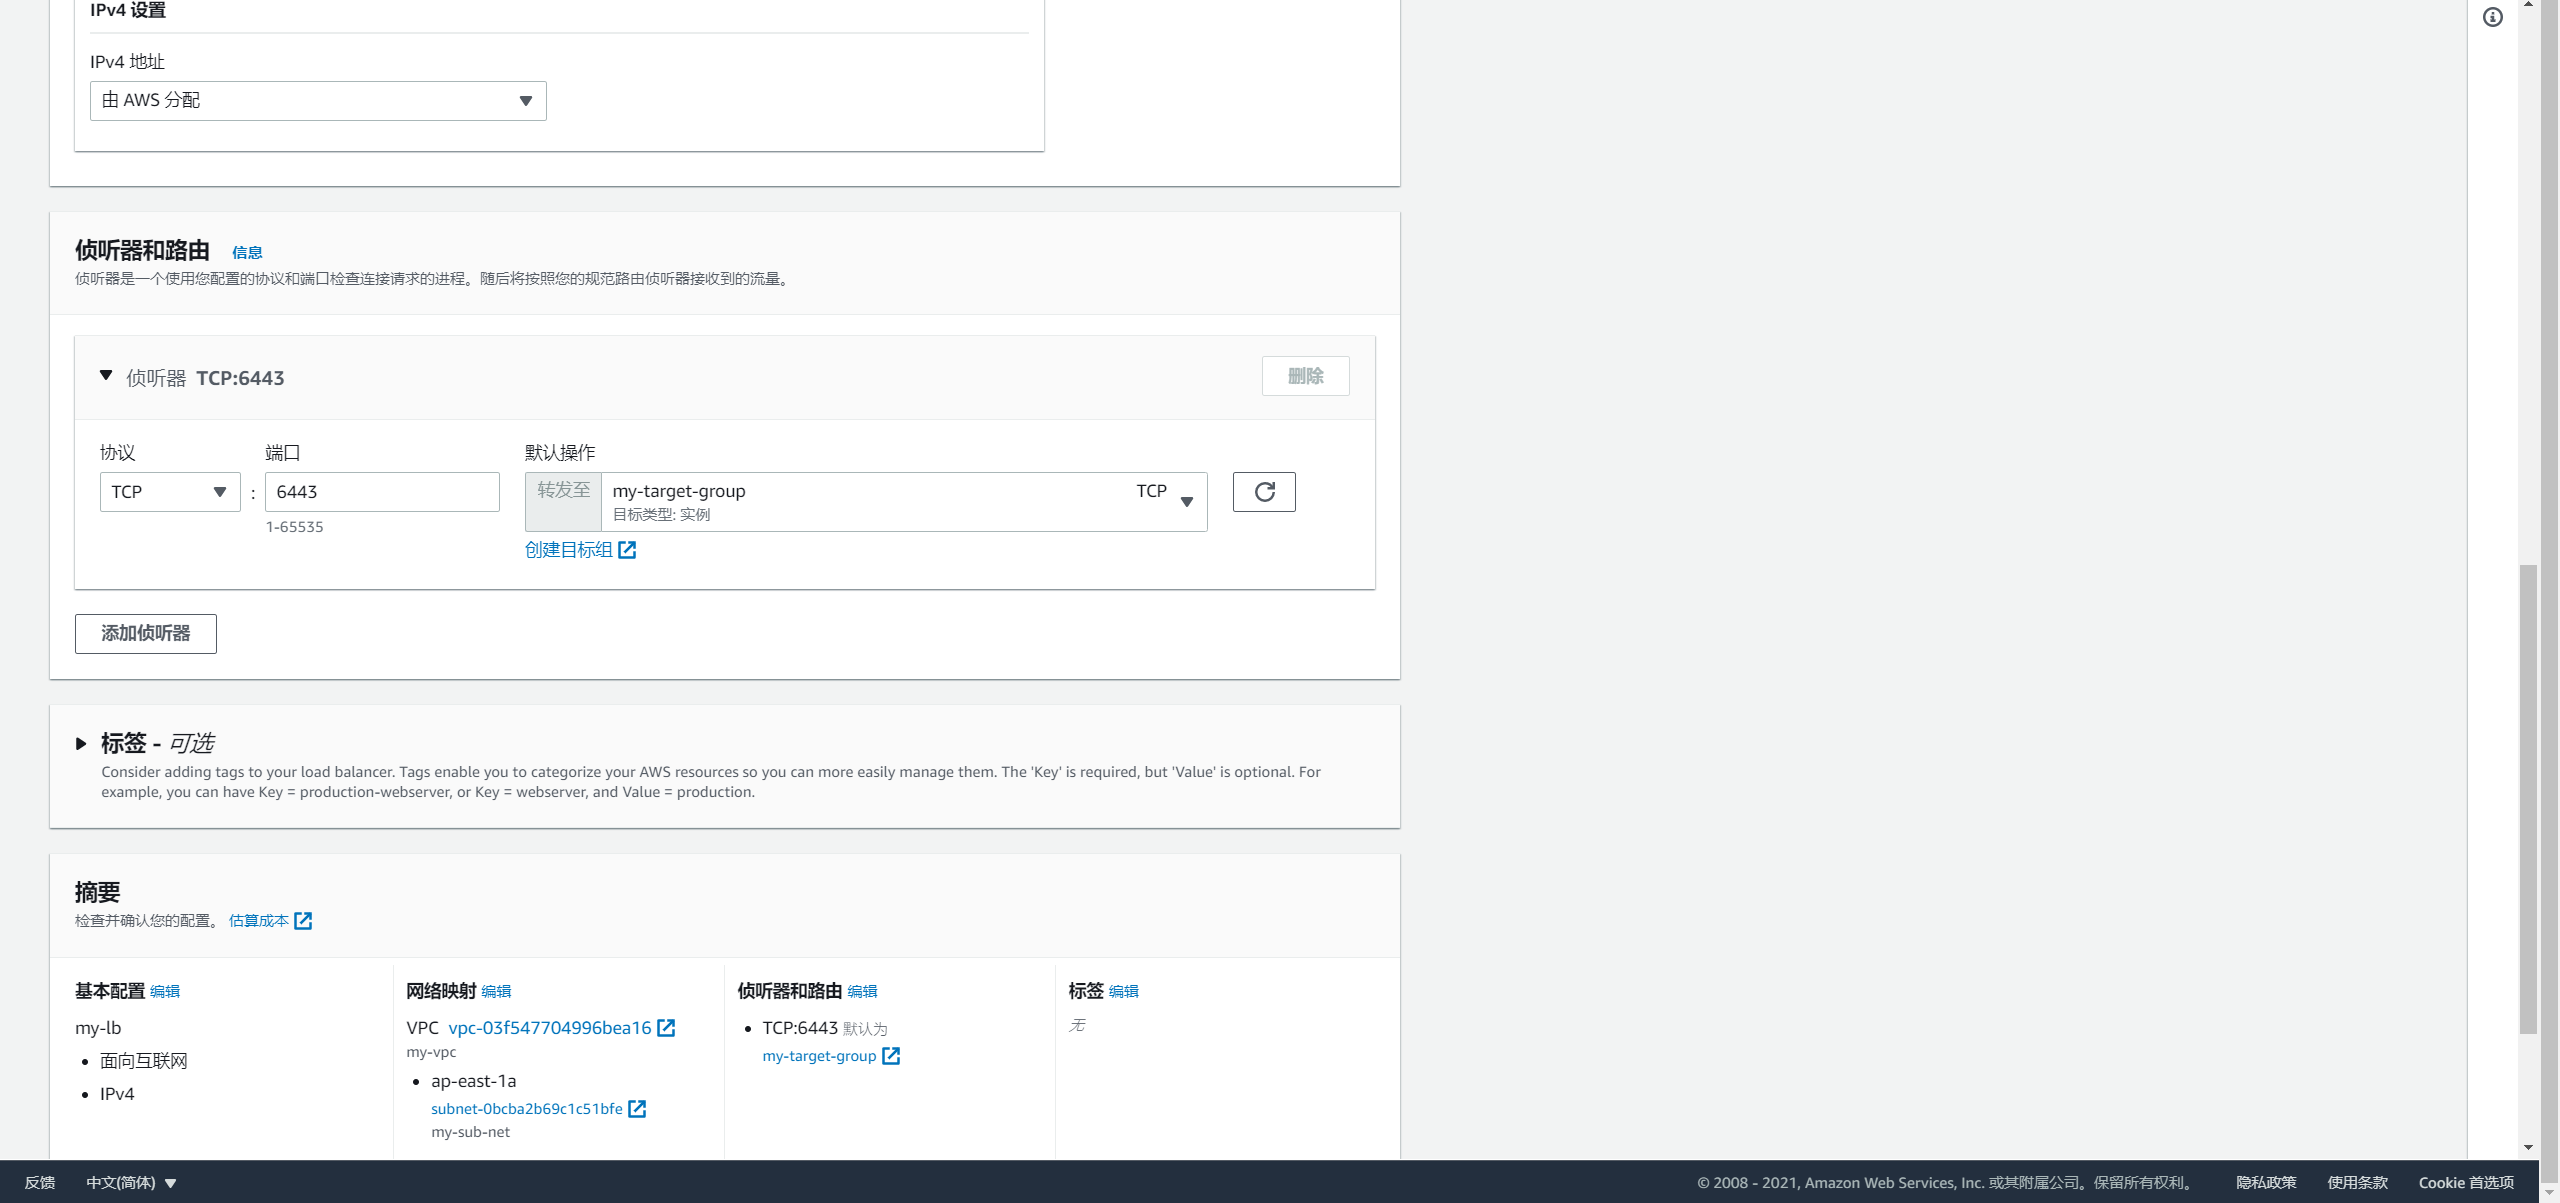 IPv4 设置
IPv4 地址
由 AWS 分配
侦听器和路由 信息
侦听器是一个使用您配置的协议和端口检查连接请求的进程。随后将按照您的规范路由侦听器接收到的流量。
侦听器 TCP:6443
删除
协议 端口 默认操作
TCP : 6443 转发至 my-target-group TCP
目标类型: 实例
1-65535
创建目标组
添加侦听器
标签 - 可选
Consider adding tags to your load balancer. Tags enable you to categorize your AWS resources so you can more easily manage them. The 'Key' is required, but 'Value' is optional. For
example, you can have Key = production-webserver, or Key = webserver, and Value = production.
摘要
检查并确认您的配置。 估算成本
基本配置 编辑
my-lb
面向互联网
IPv4
网络映射 编辑
VPC vpc-03f547704996bea16
my-vpc
ap-east-1a
subnet-0bcba2b69c1c51bfe
my-sub-net
侦听器和路由 编辑
TCP:6443 默认为
my-target-group
标签 编辑
无
反馈 中文(简体) © 2008 - 2021, Amazon Web Services, Inc. 或其附属公司。保留所有权利。 隐私政策 使用条款 Cookie 首选项